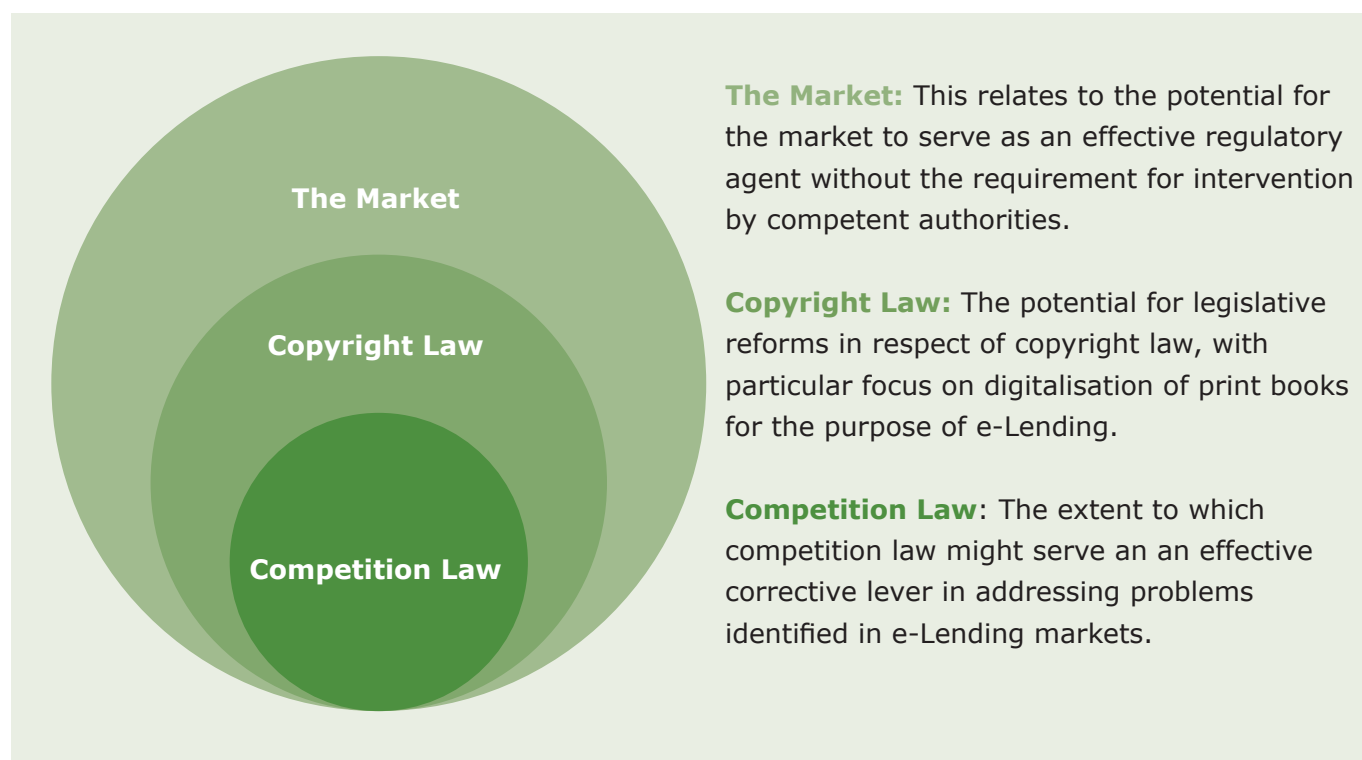 The Market
Copyright Law
Competition Law
The Market: This relates to the potential for
the market to serve as an effective regulatory
agent without the requirement for intervention
by competent authorities.
Copyright Law: The potential for legislative
reforms in respect of copyright law, with
particular focus on digitalisation of print books
for the purpose of e-Lending.
Competition Law: The extent to which
competition law might serve an an effective
corrective lever in addressing problems
identified in e-Lending markets.